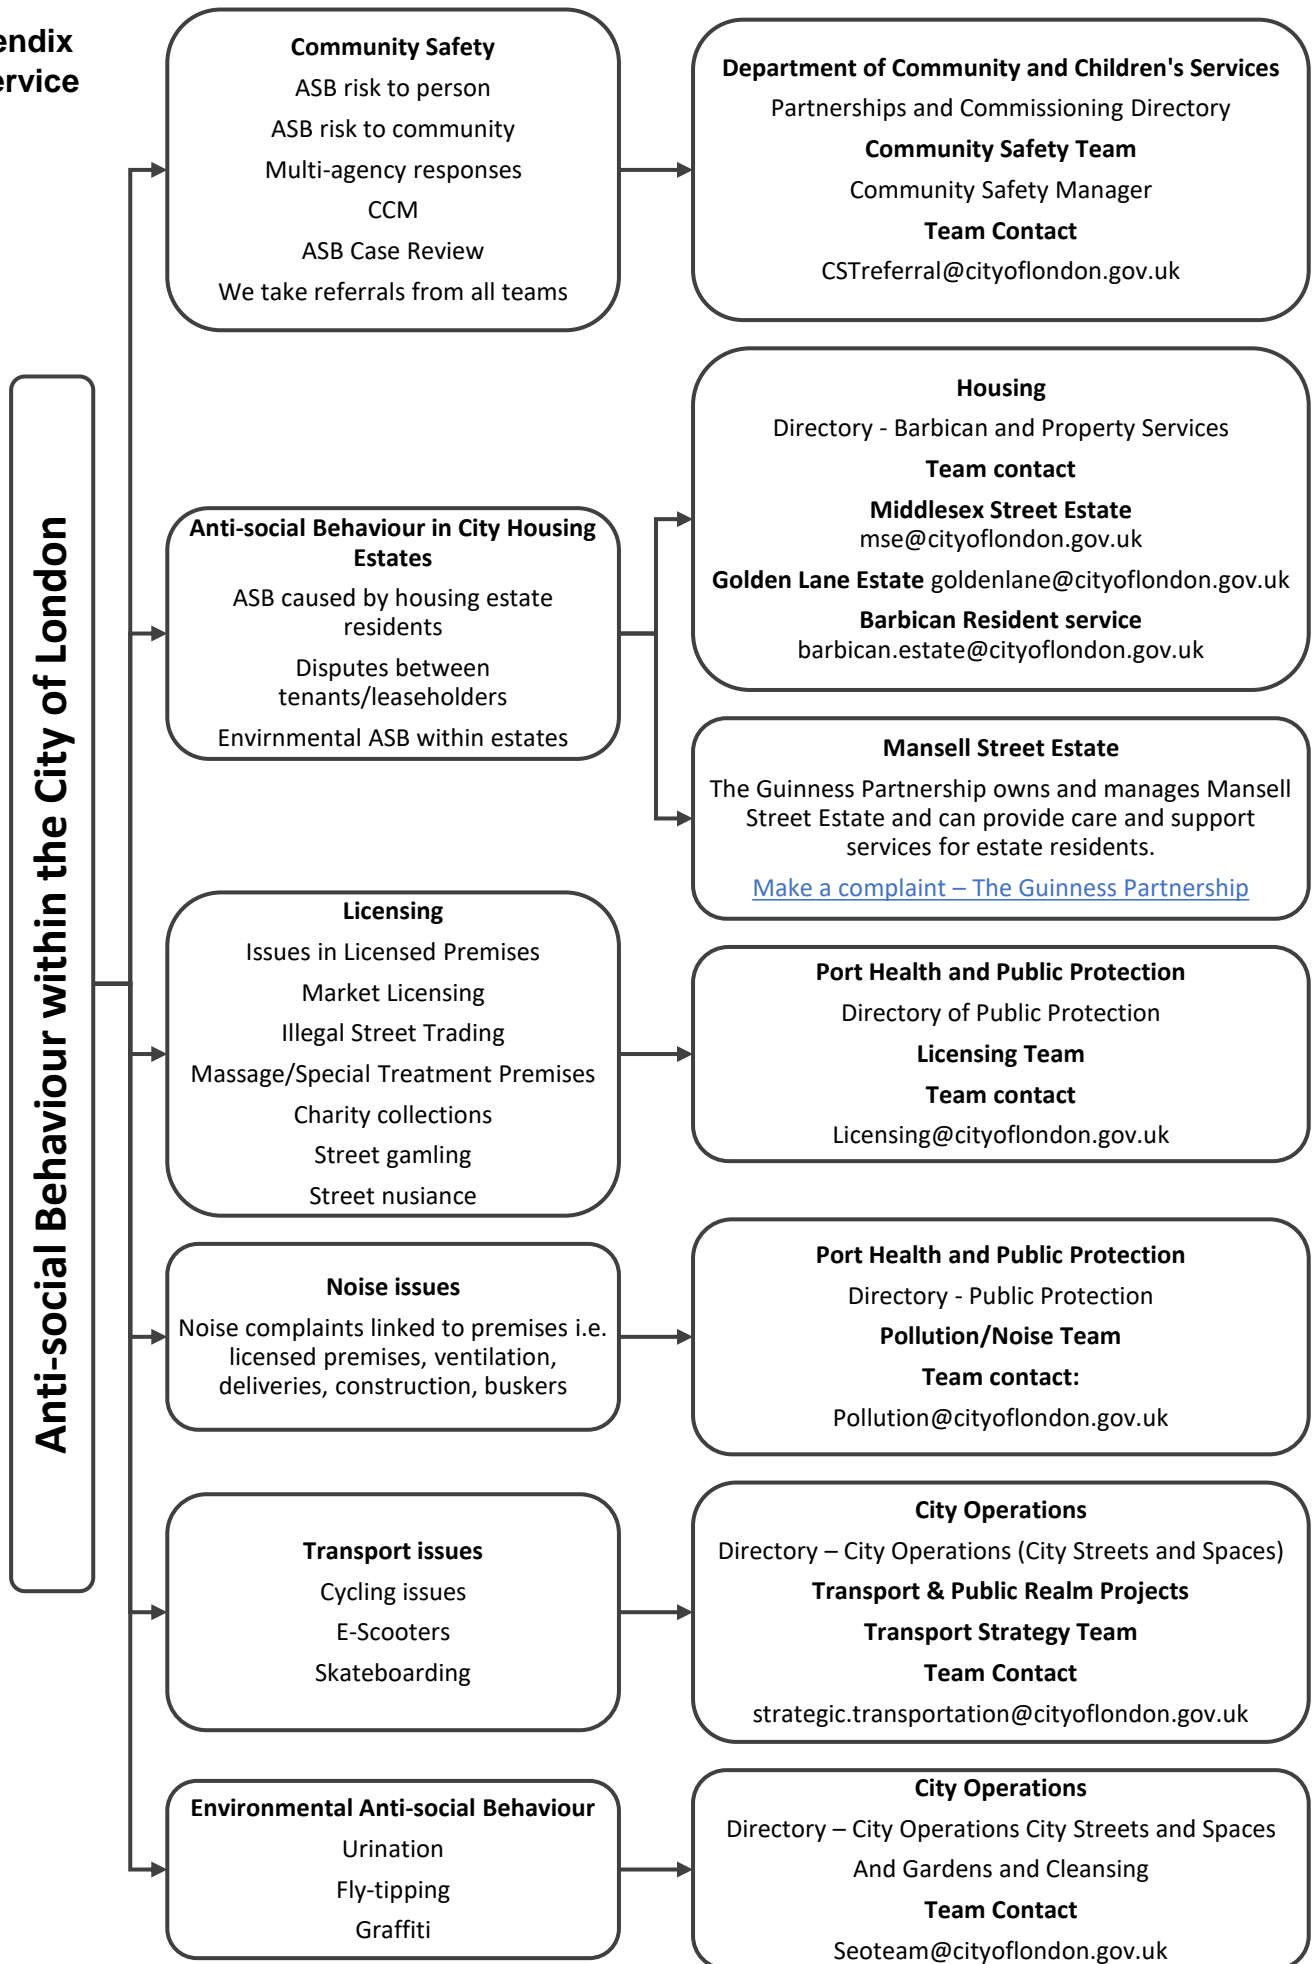 endix
ervice
Anti-social Behaviour within the City of London
Community Safety
ASB risk to person
ASB risk to community
Multi-agency responses
CCM
ASB Case Review
We take referrals from all teams
Department of Community and Children's Services
Partnerships and Commissioning Directory
Community Safety Team
Community Safety Manager
Team Contact
CSTreferral@cityoflondon.gov.uk
Anti-social Behaviour in City Housing
Estates
ASB caused by housing estate
residents
Disputes between
tenants/leaseholders
Envirnmental ASB within estates
Housing
Directory - Barbican and Property Services
Team contact
Middlesex Street Estate
mse@cityoflondon.gov.uk
Golden Lane Estate goldenlane@cityoflondon.gov.uk
Barbican Resident service
barbican.estate@cityoflondon.gov.uk
Mansell Street Estate
The Guinness Partnership owns and manages Mansell
Street Estate and can provide care and support
services for estate residents.
Make a complaint – The Guinness Partnership
Licensing
Issues in Licensed Premises
Market Licensing
Illegal Street Trading
Massage/Special Treatment Premises
Charity collections
Street gamling
Street nusiance
Port Health and Public Protection
Directory of Public Protection
Licensing Team
Team contact
Licensing@cityoflondon.gov.uk
Noise issues
Noise complaints linked to premises i.e.
licensed premises, ventilation,
deliveries, construction, buskers
Port Health and Public Protection
Directory - Public Protection
Pollution/Noise Team
Team contact:
Pollution@cityoflondon.gov.uk
Transport issues
Cycling issues
E-Scooters
Skateboarding
City Operations
Directory – City Operations (City Streets and Spaces)
Transport & Public Realm Projects
Transport Strategy Team
Team Contact
strategic.transportation@cityoflondon.gov.uk
Environmental Anti-social Behaviour
Urination
Fly-tipping
Graffiti
City Operations
Directory – City Operations City Streets and Spaces
And Gardens and Cleansing
Team Contact
Seoteam@cityoflondon.gov.uk